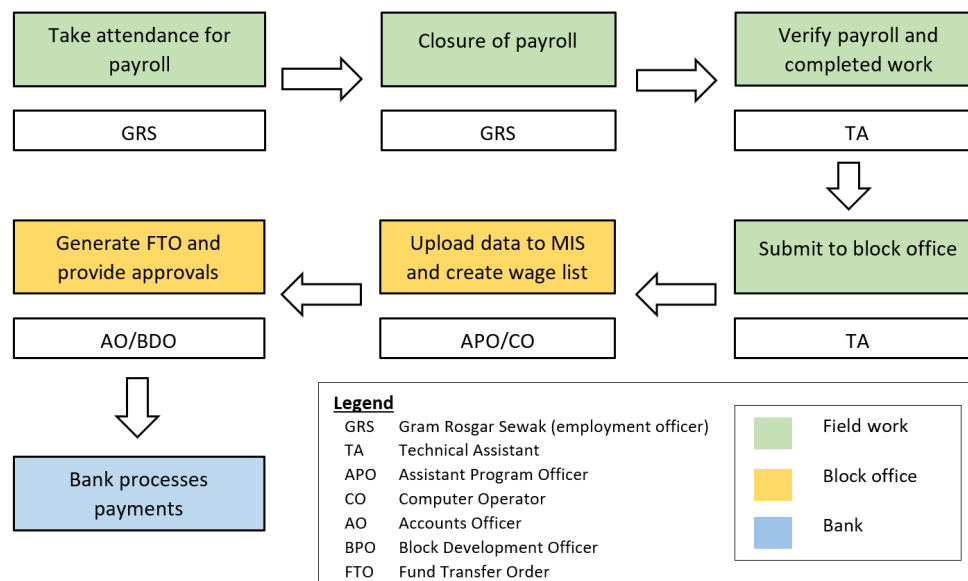 Take attendance for
payroll
GRS
Closure of payroll
GRS
Verify payroll and
completed work
TA
Submit to block office
TA
Upload data to MIS
and create wage list
APO/CO
Generate FTO and
provide approvals
AO/BDO
Bank processes
payments
Legend
GRS Gram Rosgar Sewak (employment officer)
TA Technical Assistant
APO Assistant Program Officer
CO Computer Operator
AO Accounts Officer
BPO Block Development Officer
FTO Fund Transfer Order
Field work
Block office
Bank